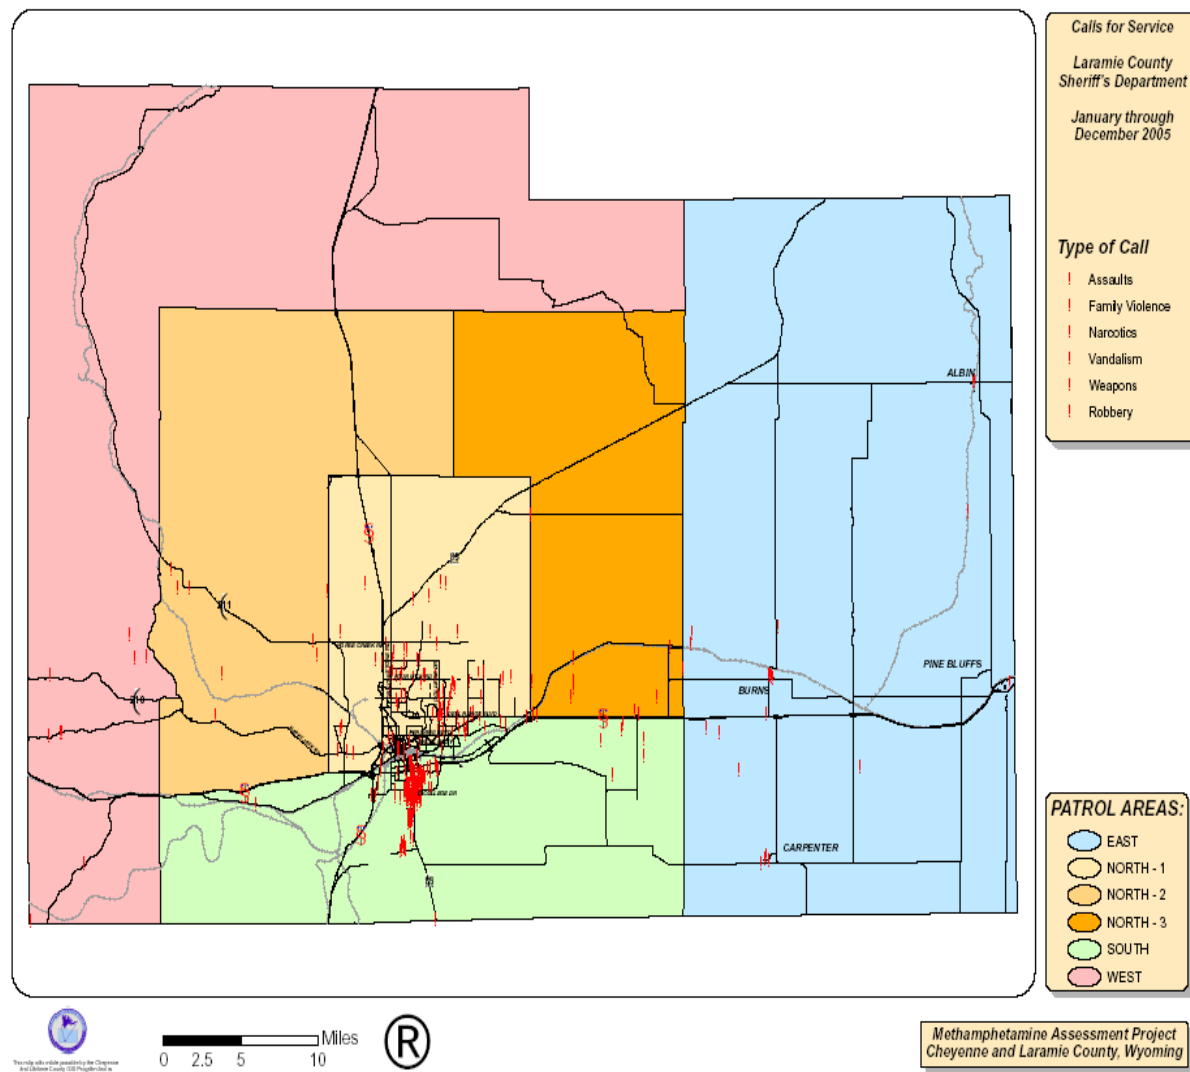 Calls for Service
Laramie County
Sheriff's Department
January through
December 2005
Type of Call
! Assaults
! Family Violence
! Narcotics
! Vandalism
! Weapons
! Robbery
ALBIN
PINE BLUFFS
BURNS
CARPENTER
PATROL AREAS:
EAST
NORTH - 1
NORTH - 2
NORTH - 3
SOUTH
WEST
Miles
0 2.5 5 10
®
Methamphetamine Assessment Project
Cheyenne and Laramie County, Wyoming